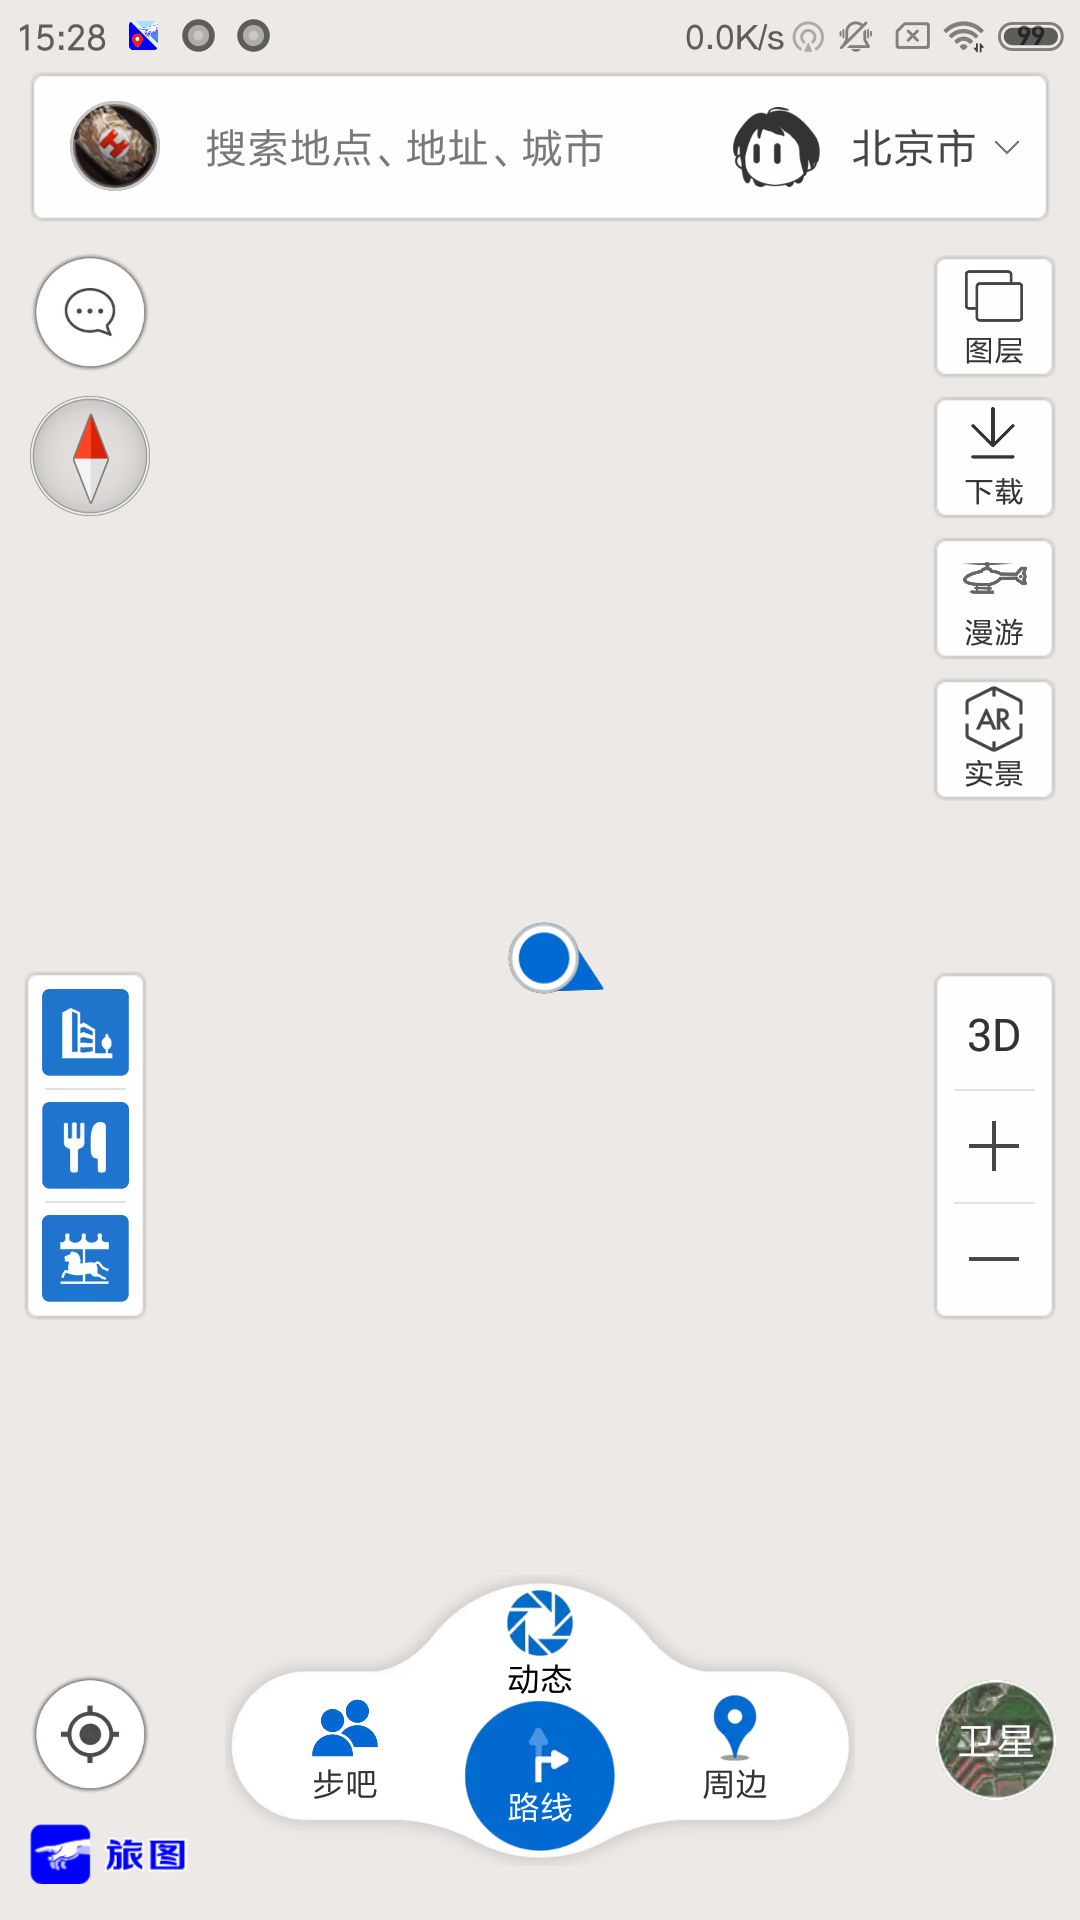 15:28
0.0K/s
99
搜索地点、地址、城市
北京市
图层
下载
漫游
AR
实景
3D
动态
步吧
路线
周边
卫星
旅图